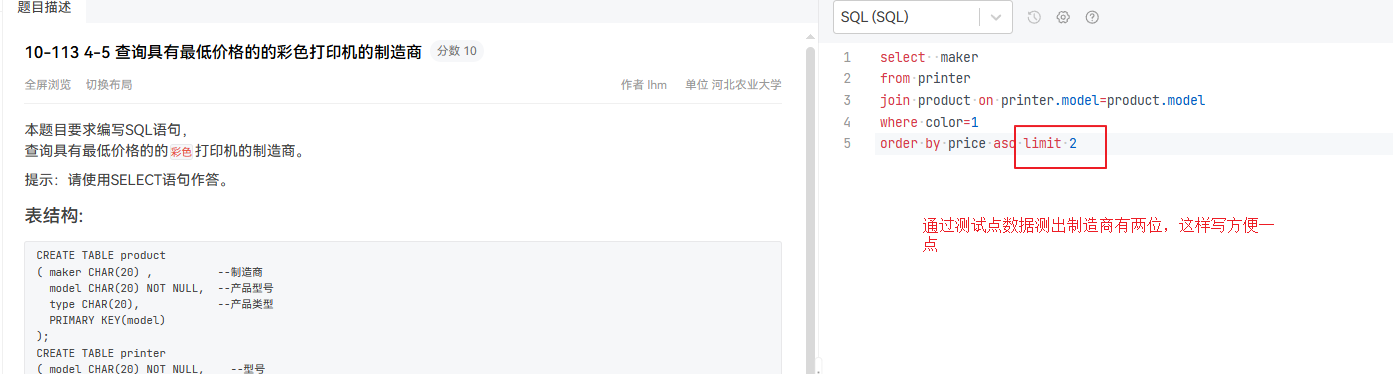 题目描述
10-113 4-5 查询具有最低价格的的彩色打印机的制造商 分数 10
全屏浏览 切换布局 作者 lhm 单位 河北农业大学
本题目要求编写SQL语句，
查询具有最低价格的的彩色打印机的制造商。
提示：请使用SELECT语句作答。
表结构:
CREATE TABLE product
( maker CHAR(20) , --制造商
model CHAR(20) NOT NULL, --产品型号
type CHAR(20), --产品类型
PRIMARY KEY(model)
);
CREATE TABLE printer
( model CHAR(20) NOT NULL, --型号
SQL (SQL)
1 select maker
2 from printer
3 join product on printer.model=product.model
4 where color=1
5 order by price asc limit 2
通过测试点数据测出制造商有两位，这样写方便一
点